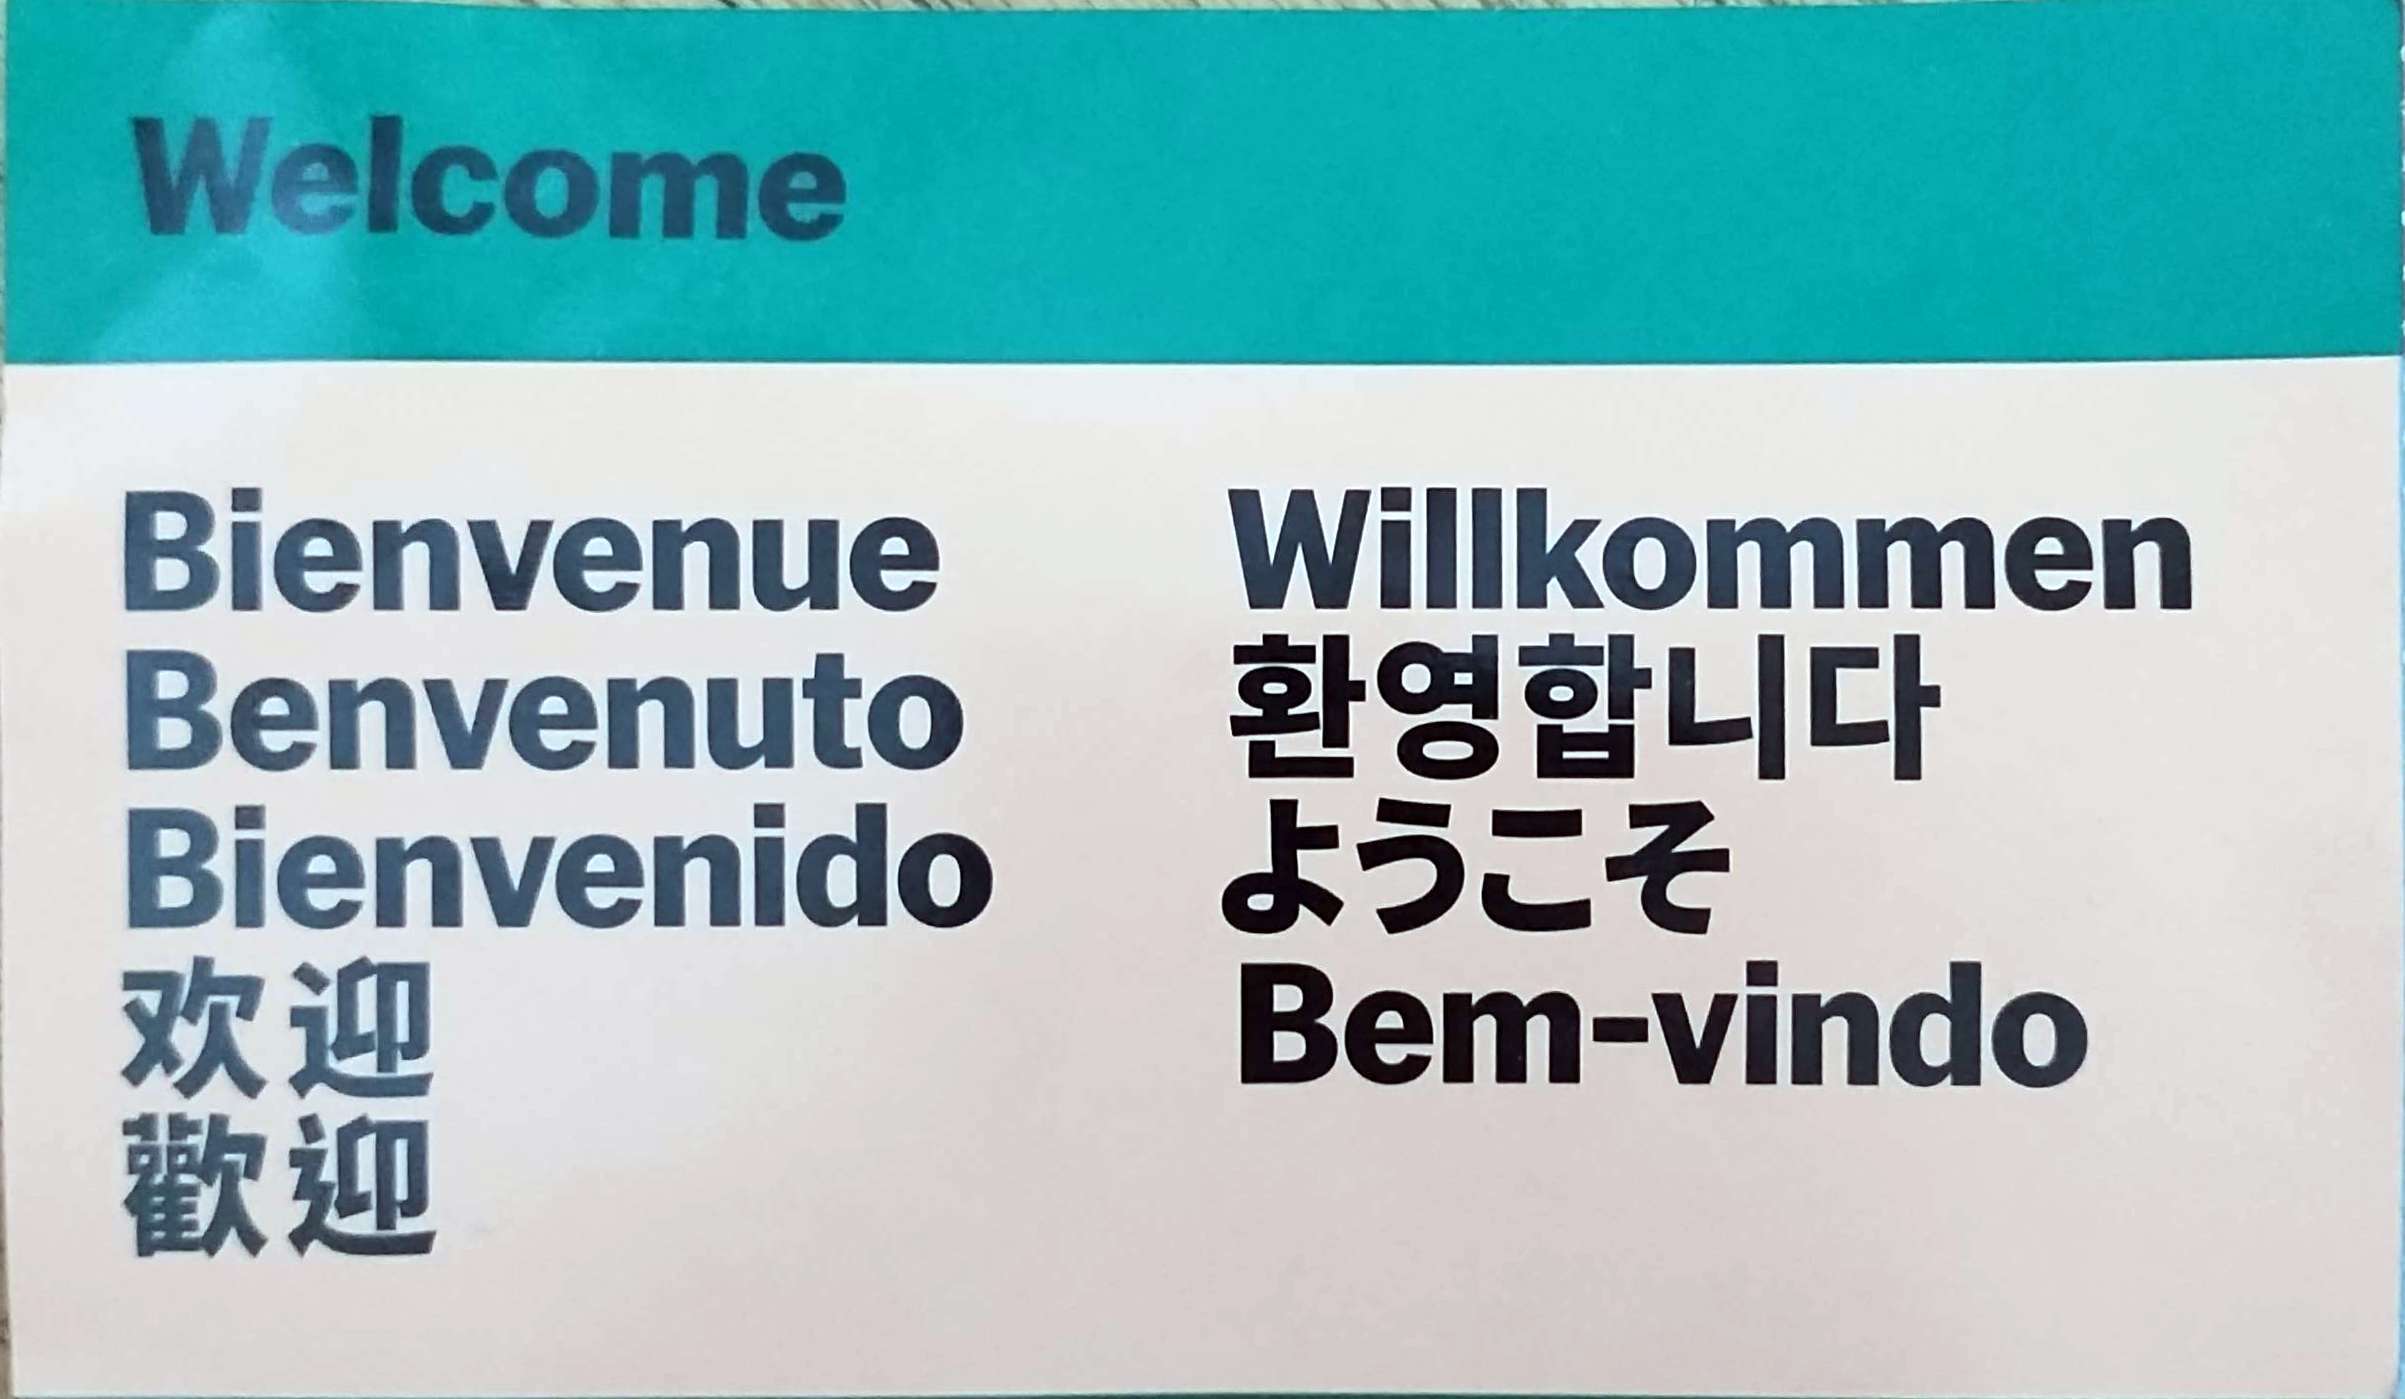 Welcome
Bienvenue
Benvenuto
Bienvenido
欢迎
歡迎
Willkommen
환영합니다
ようこそ
Bem-vindo